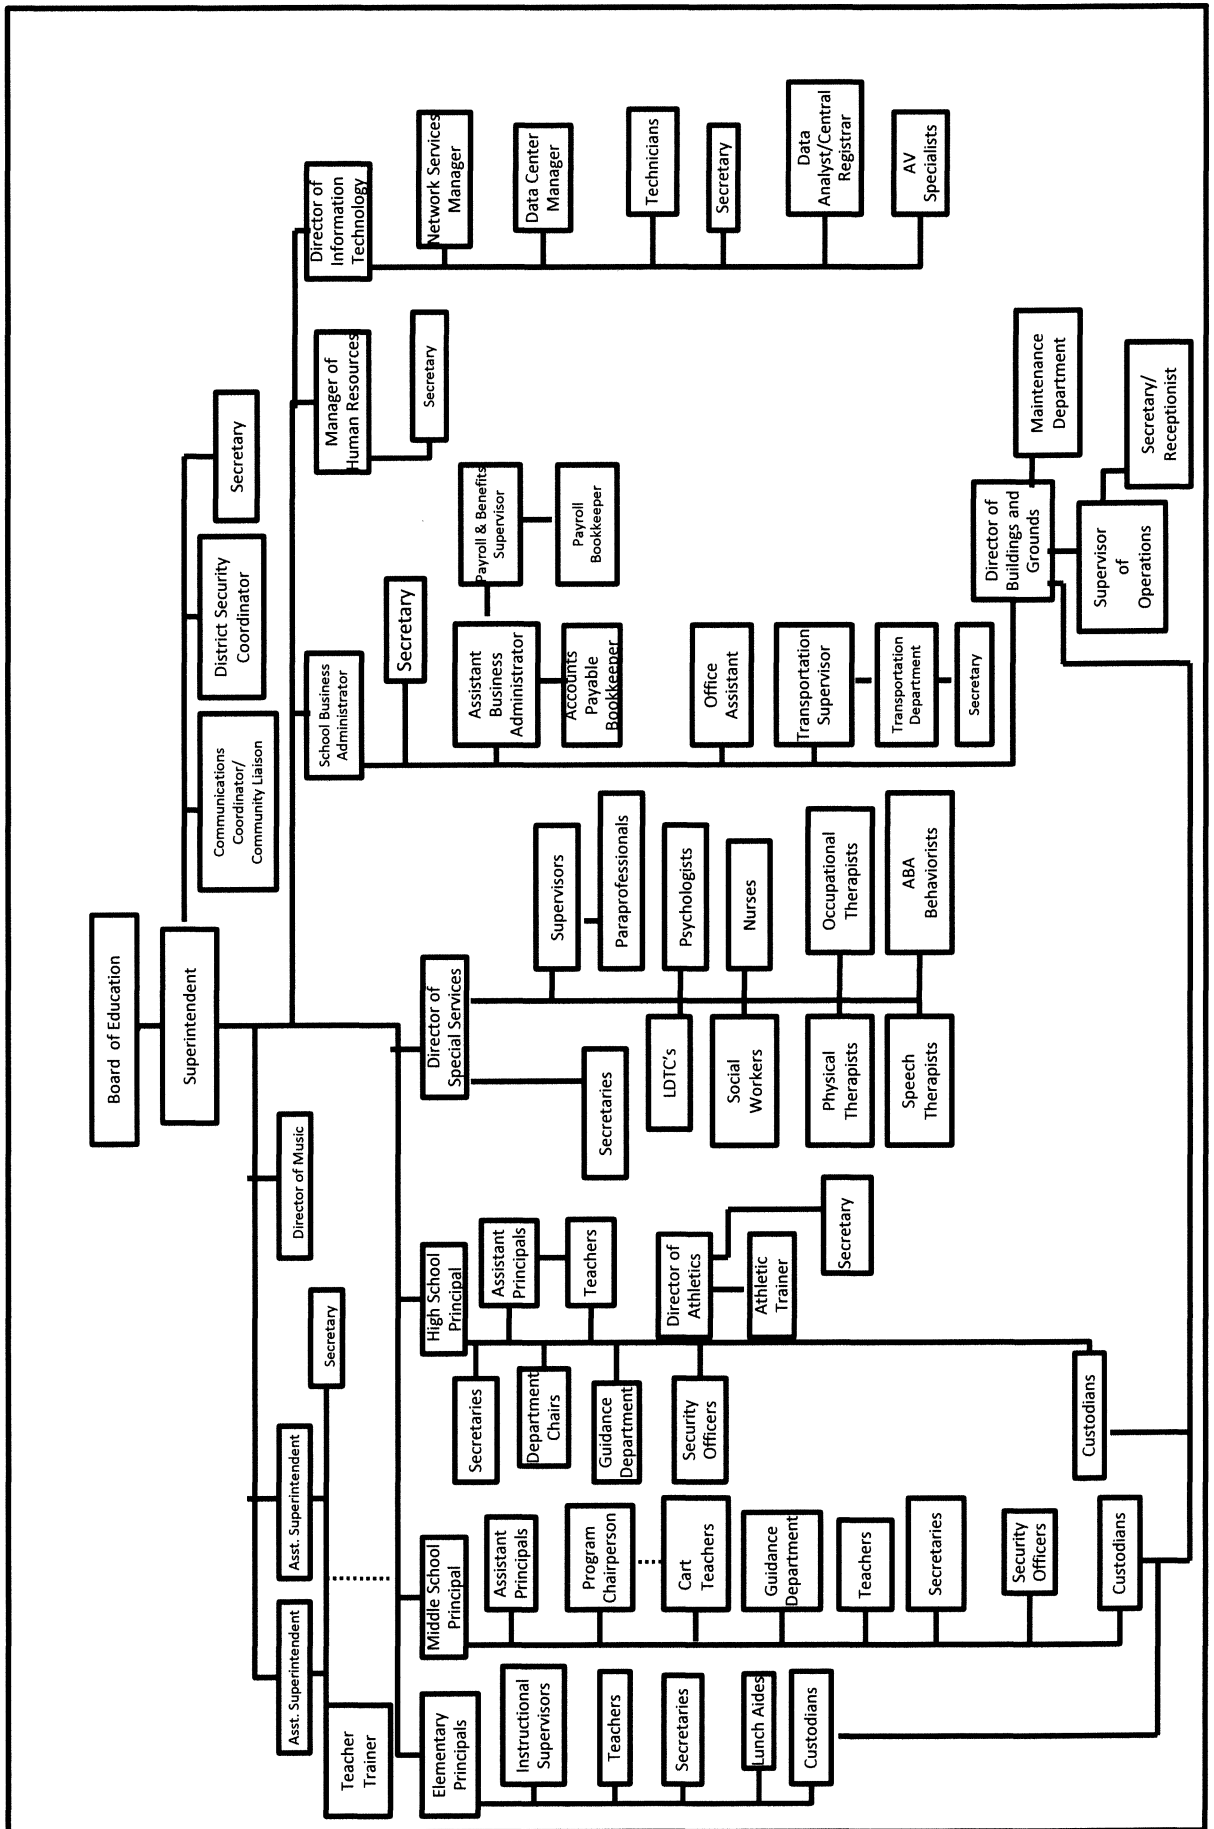 Board of Education
Superintendent
Communications
Coordinator/
Community Liaison
District Security
Coordinator
Secretary
Asst. Superintendent
Asst. Superintendent
Director of Music
Secretary
Teacher
Trainer
School Business
Administrator
Manager of
Human Resources
Director of
Information
Technology
Elementary
Principals
Instructional
Supervisors
Teachers
Secretaries
Lunch Aides
Custodians
Middle School
Principal
Assistant
Principals
Program
Chairperson
Cart
Teachers
Guidance
Department
Teachers
Secretaries
Security
Officers
Custodians
High School
Principal
Secretaries
Assistant
Principals
Department
Chairs
Teachers
Guidance
Department
Security
Officers
Director of
Athletics
Athletic
Trainer
Secretary
Custodians
Director of
Special Services
Secretaries
Supervisors
Paraprofessionals
LDTC's
Psychologists
Social
Workers
Nurses
Physical
Therapists
Occupational
Therapists
Speech
Therapists
ABA
Behaviorists
Secretary
Assistant
Business
Administrator
Payroll & Benefits
Supervisor
Accounts
Payable
Bookkeeper
Payroll
Bookkeeper
Office
Assistant
Transportation
Supervisor
Transportation
Department
Secretary
Director of
Buildings and
Grounds
Maintenance
Department
Supervisor
of
Operations
Secretary/
Receptionist
Secretary
Network Services
Manager
Data Center
Manager
Technicians
Secretary
Data
Analyst/Central
Registrar
AV
Specialists